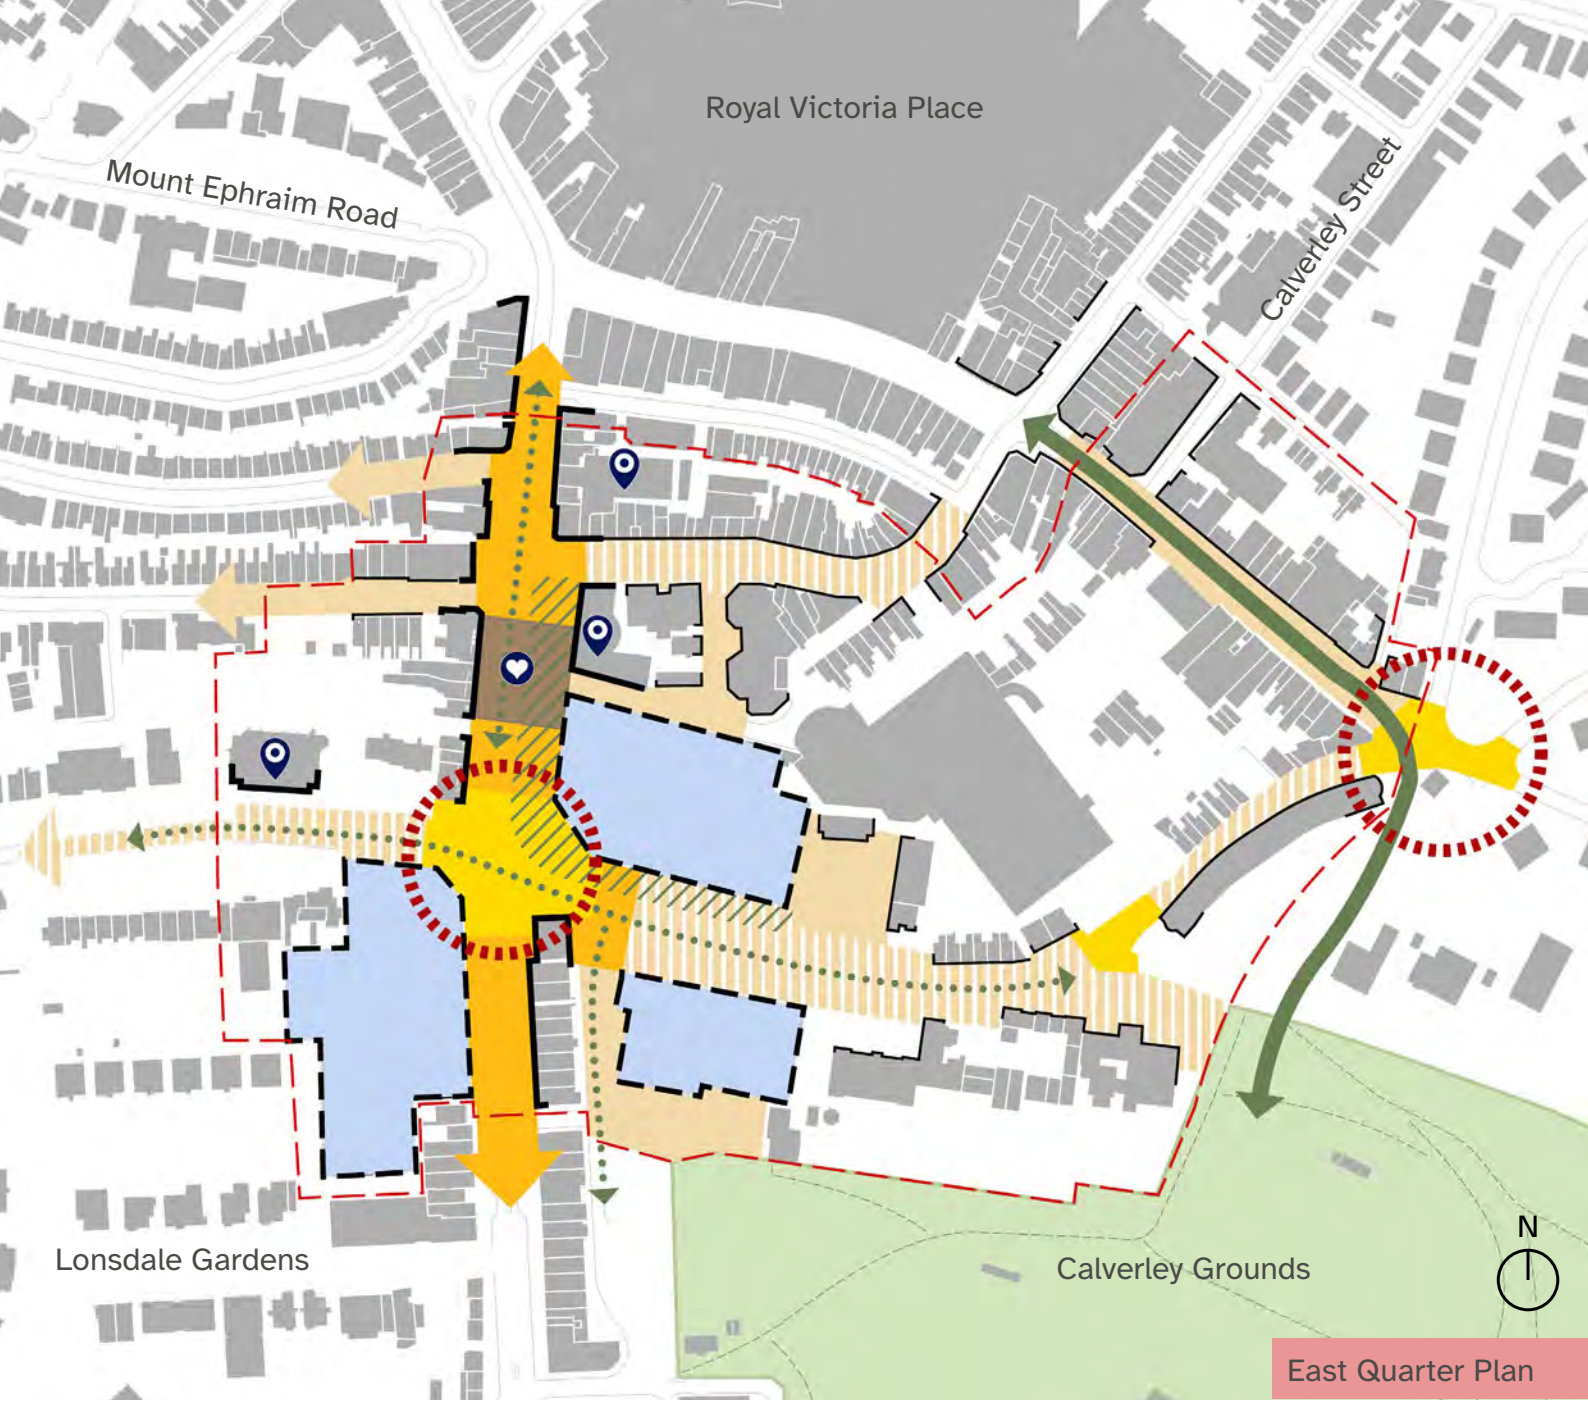 Royal Victoria Place
Mount Ephraim Road
Calverley Street
Lonsdale Gardens
Calverley Grounds
N
East Quarter Plan